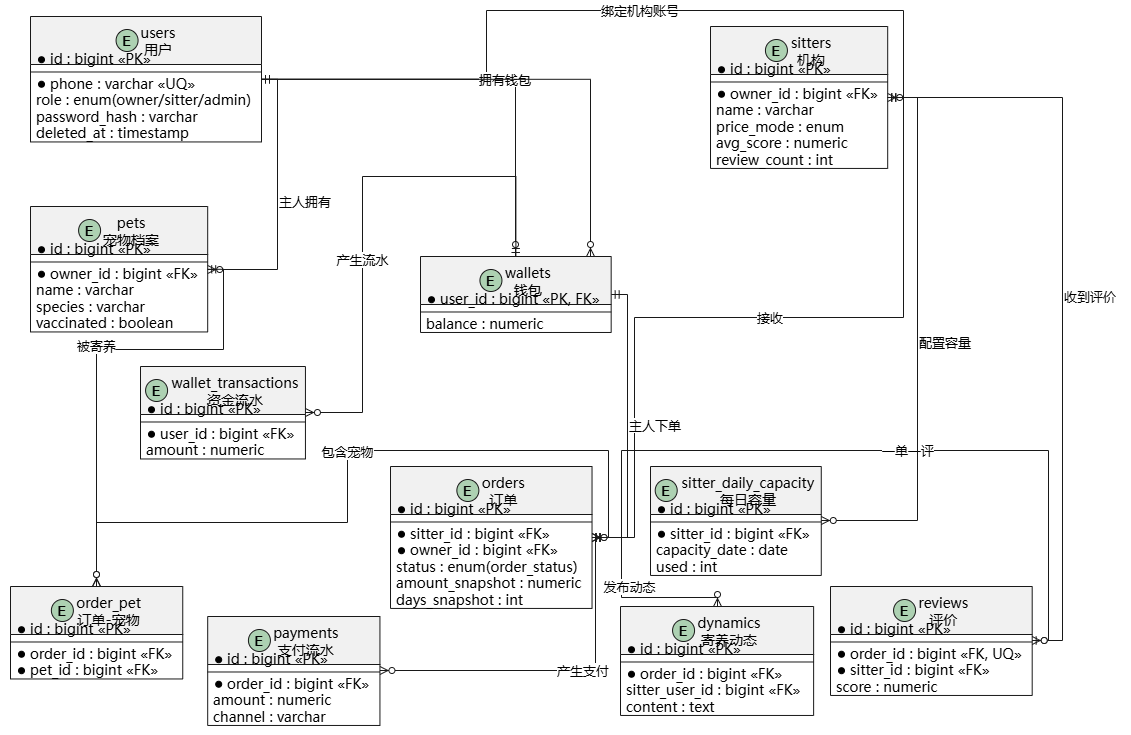 绑定机构账号
E users
用户
● id : bigint «PK»
● phone : varchar «UQ»
role : enum(owner/sitter/admin)
password_hash : varchar
deleted_at : timestamp
拥有钱包
E sitters
机构
● id : bigint «PK»
● owner_id : bigint «FK»
name : varchar
price_mode : enum
avg_score : numeric
review_count : int
主人拥有
E pets
宠物档案
● id : bigint «PK»
● owner_id : bigint «FK»
name : varchar
species : varchar
vaccinated : boolean
产生流水
E wallets
钱包
● user_id : bigint «PK, FK»
balance : numeric
收到评价
接收
配置容量
被寄养
E wallet_transactions
资金流水
● id : bigint «PK»
● user_id : bigint «FK»
amount : numeric
主人下单
包含宠物
一单一评
E orders
订单
● id : bigint «PK»
● sitter_id : bigint «FK»
● owner_id : bigint «FK»
status : enum(order_status)
amount_snapshot : numeric
days_snapshot : int
E sitter_daily_capacity
每日容量
● id : bigint «PK»
● sitter_id : bigint «FK»
capacity_date : date
used : int
发布动态
E order_pet
订单-宠物
● id : bigint «PK»
● order_id : bigint «FK»
● pet_id : bigint «FK»
E payments
支付流水
● id : bigint «PK»
● order_id : bigint «FK»
amount : numeric
channel : varchar
产生支付
E dynamics
寄养动态
● id : bigint «PK»
● order_id : bigint «FK»
sitter_user_id : bigint «FK»
content : text
E reviews
评价
● id : bigint «PK»
● order_id : bigint «FK, UQ»
● sitter_id : bigint «FK»
score : numeric